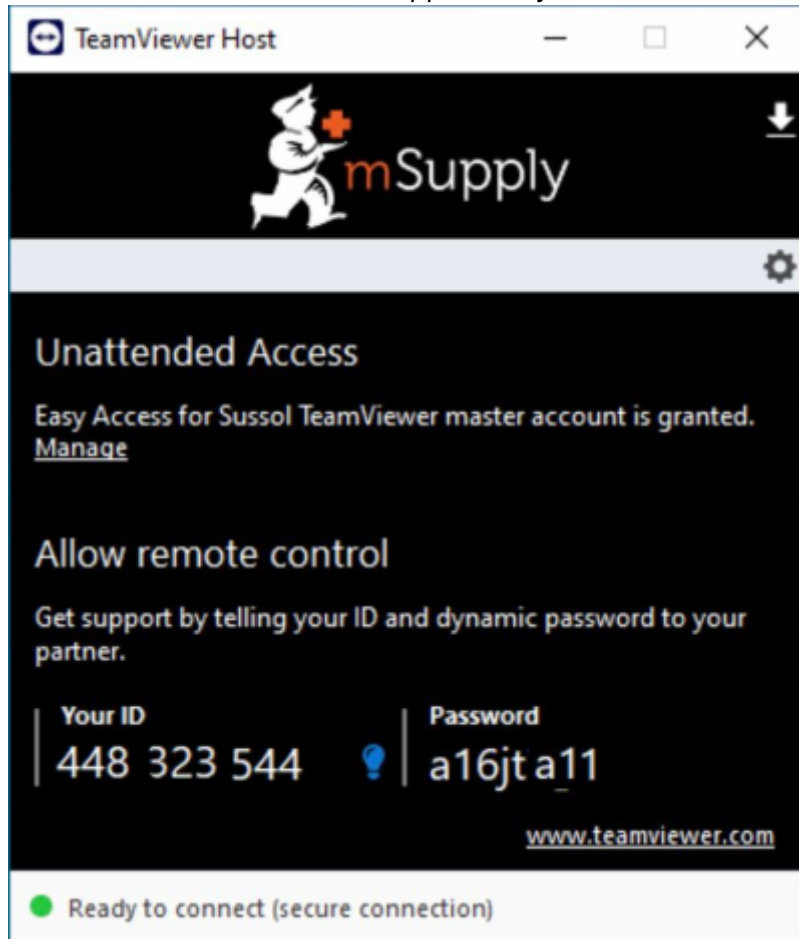 TeamViewer Host
mSupply
Unattended Access
Easy Access for Sussol TeamViewer master account is granted.
Manage
Allow remote control
Get support by telling your ID and dynamic password to your
partner.
Your ID
448 323 544
Password
a16jt a11
www.teamviewer.com
Ready to connect (secure connection)